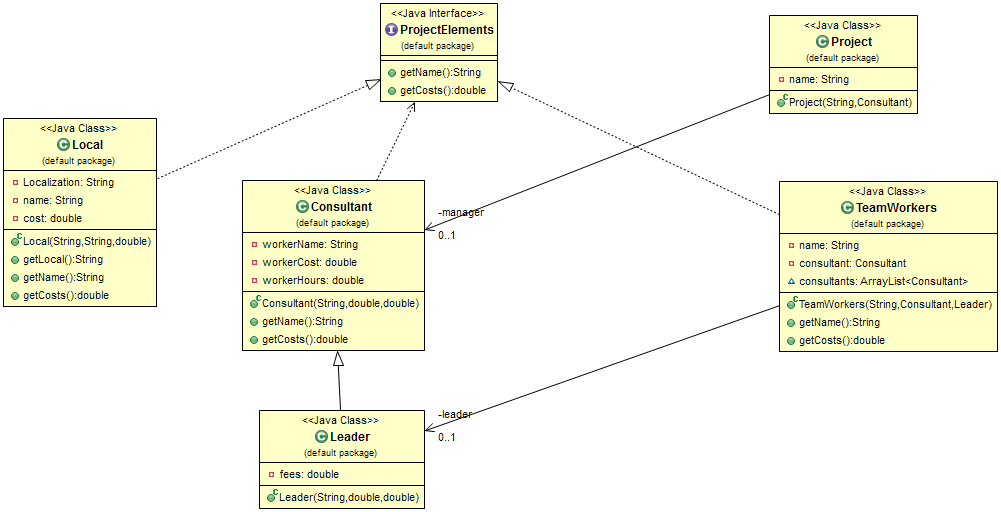 <<Java Interface>>
ProjectElements
(default package)
getName():String
getCosts():double
<<Java Class>>
Project
(default package)
name: String
Project(String,Consultant)
<<Java Class>>
Local
(default package)
Localization: String
name: String
cost: double
Local(String,String,double)
getLocal():String
getName():String
getCosts():double
<<Java Class>>
Consultant
(default package)
workerName: String
workerCost: double
workerHours: double
Consultant(String,double,double)
getName():String
getCosts():double
-manager
0..1
<<Java Class>>
TeamWorkers
(default package)
name: String
consultant: Consultant
consultants: ArrayList<Consultant>
TeamWorkers(String,Consultant,Leader)
getName():String
getCosts():double
<<Java Class>>
Leader
(default package)
fees: double
Leader(String,double,double)
-leader
0..1